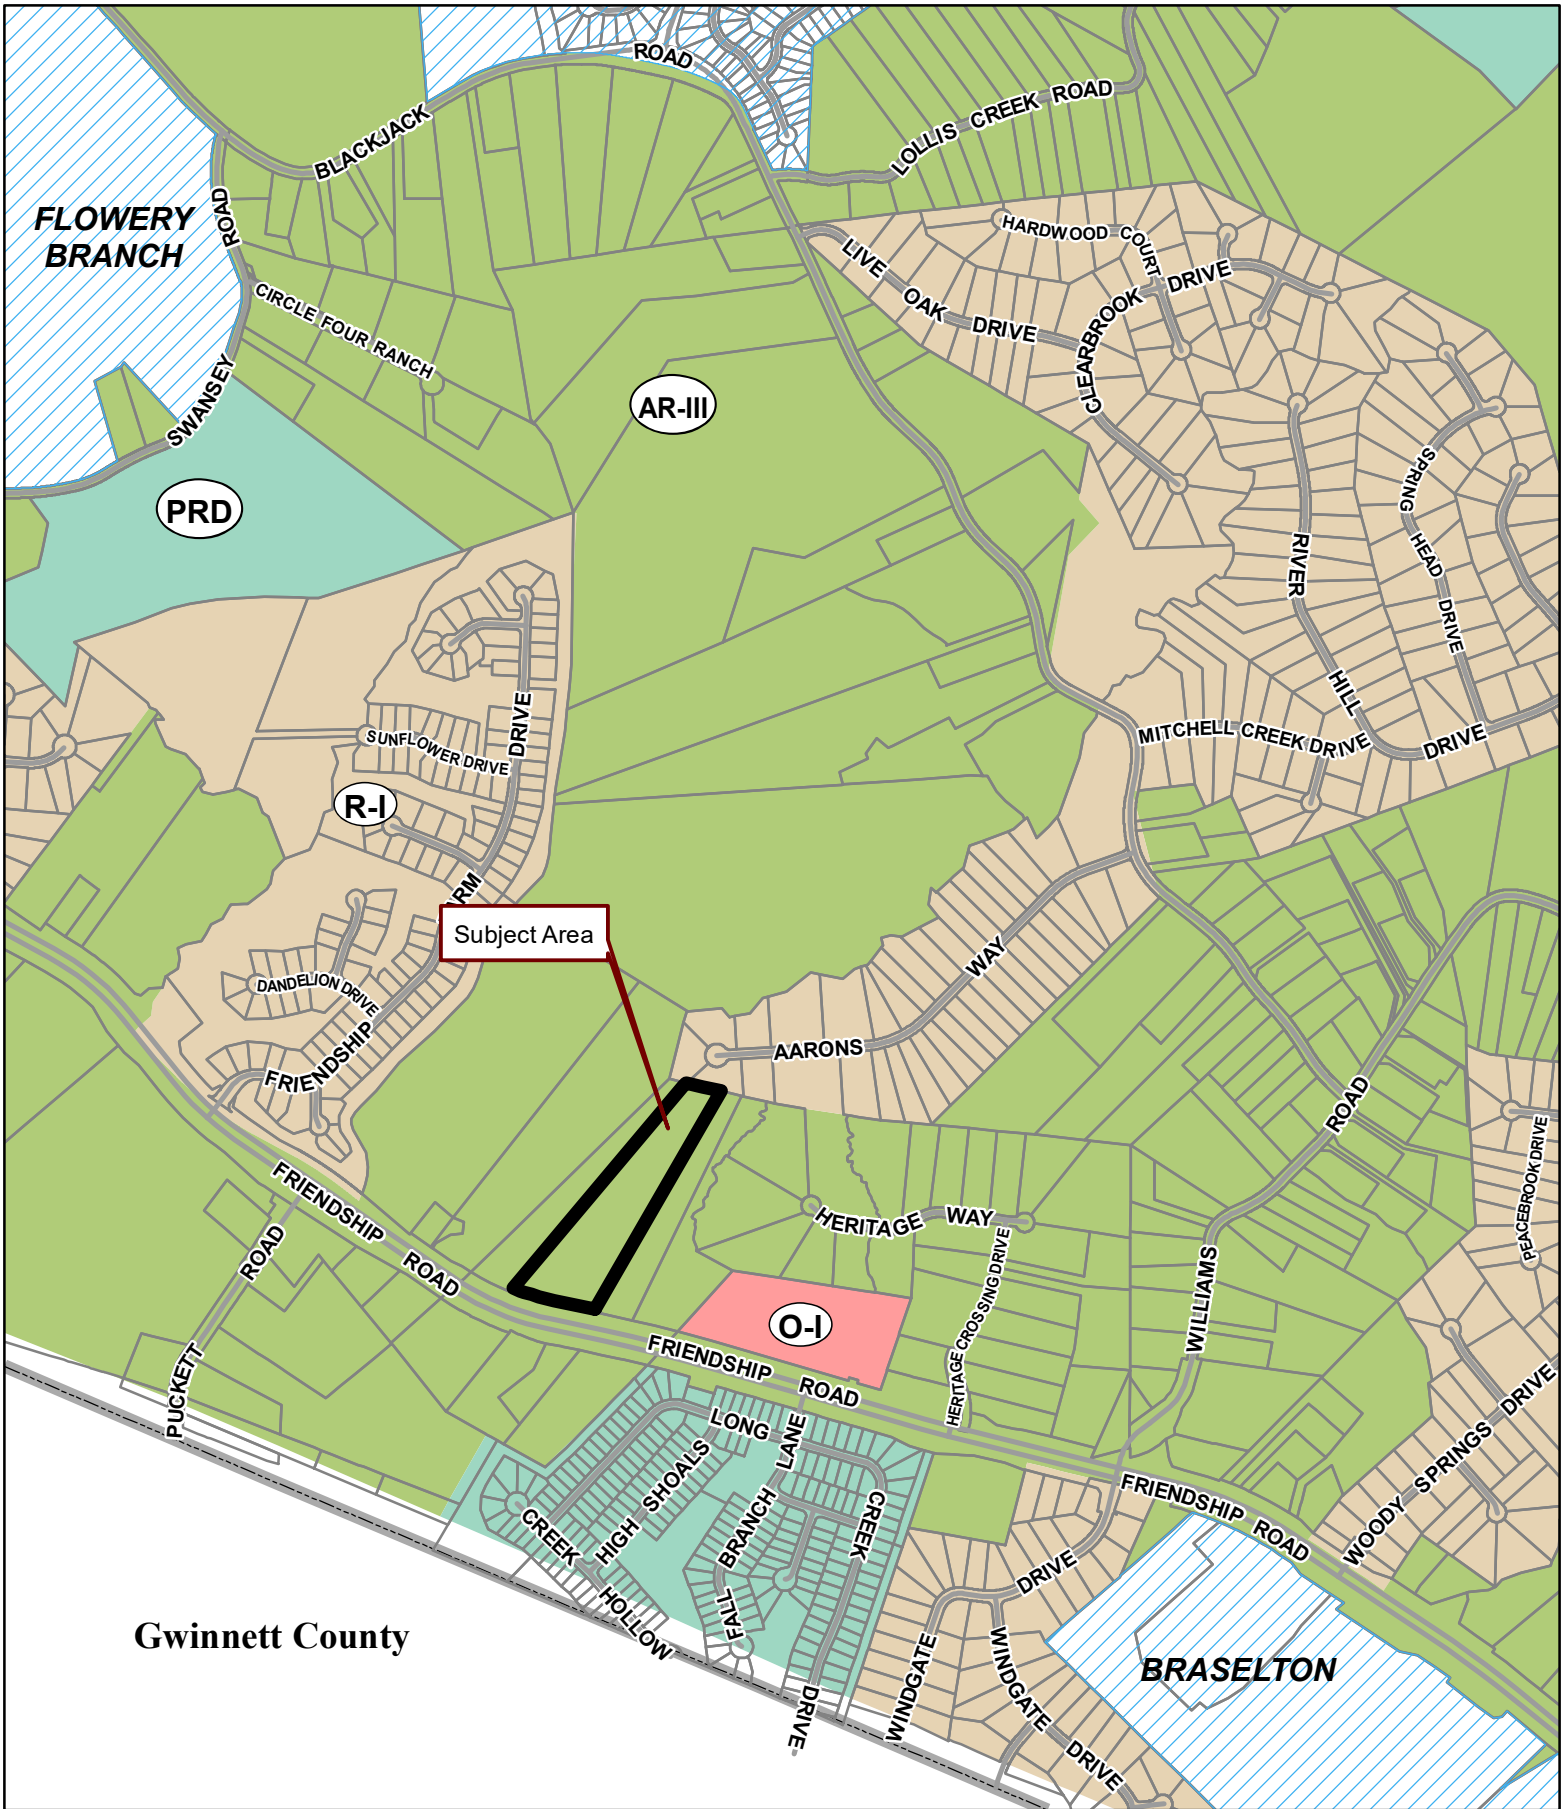 ROAD
BLACKJACK
LOLLIS CREEK ROAD
FLOWERY
BRANCH
ROAD
SWANSEY
CIRCLE FOUR RANCH
HARDWOOD COURT
LIVE OAK DRIVE
CLEARBROOK DRIVE
AR-III
PRD
SPRING HEAD DRIVE
RIVER HILL DRIVE
MITCHELL CREEK DRIVE
DRIVE
SUNFLOWER DRIVE
R-I
Subject Area
WAY
AARONS
DANDELION DRIVE
FRIENDSHIP
ROAD
PEACEBROOK DRIVE
FRIENDSHIP ROAD
ROAD
PUCKETT
HERITAGE WAY
HERITAGE CROSSING DRIVE
WILLIAMS
O-I
FRIENDSHIP ROAD
LONG
CREEK
DRIVE
LANE
BRANCH
FALL
HIGH SHOALS
CREEK
HOLLOW
FRIENDSHIP ROAD
WOODY SPRINGS DRIVE
DRIVE
WINDGATE
WINDGATE DRIVE
Gwinnett County
BRASELTON